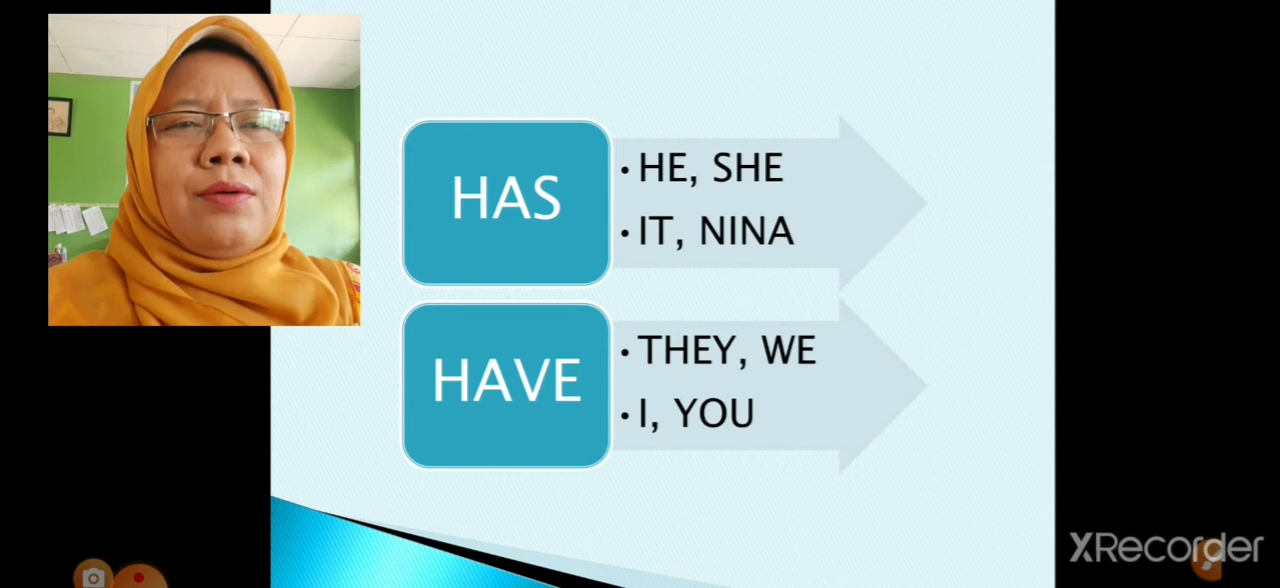 HAS
• HE, SHE
• IT, NINA
HAVE
• THEY, WE
• I, YOU
XRecorder